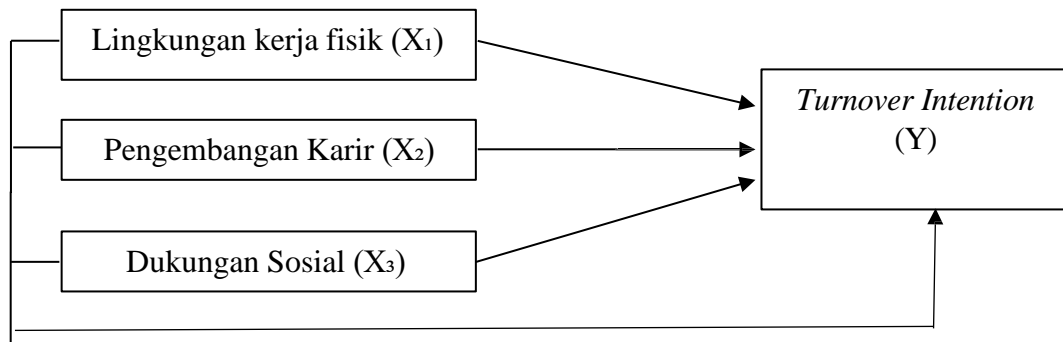 Lingkungan kerja fisik (X₁)
Pengembangan Karir (X₂)
Dukungan Sosial (X₃)
Turnover Intention
(Y)